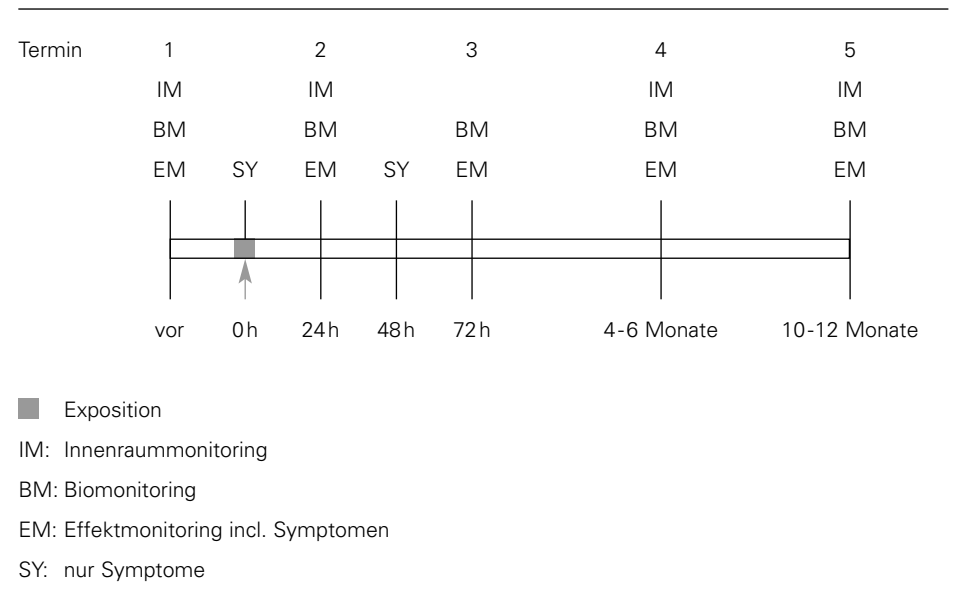 Termin 1 2 3 4 5
IM IM IM IM
BM BM BM BM BM
EM SY EM SY EM EM EM
vor 0h 24h 48h 72h 4-6 Monate 10-12 Monate
Exposition
IM: Innenraummonitoring
BM: Biomonitoring
EM: Effektmonitoring incl. Symptomen
SY: nur Symptome